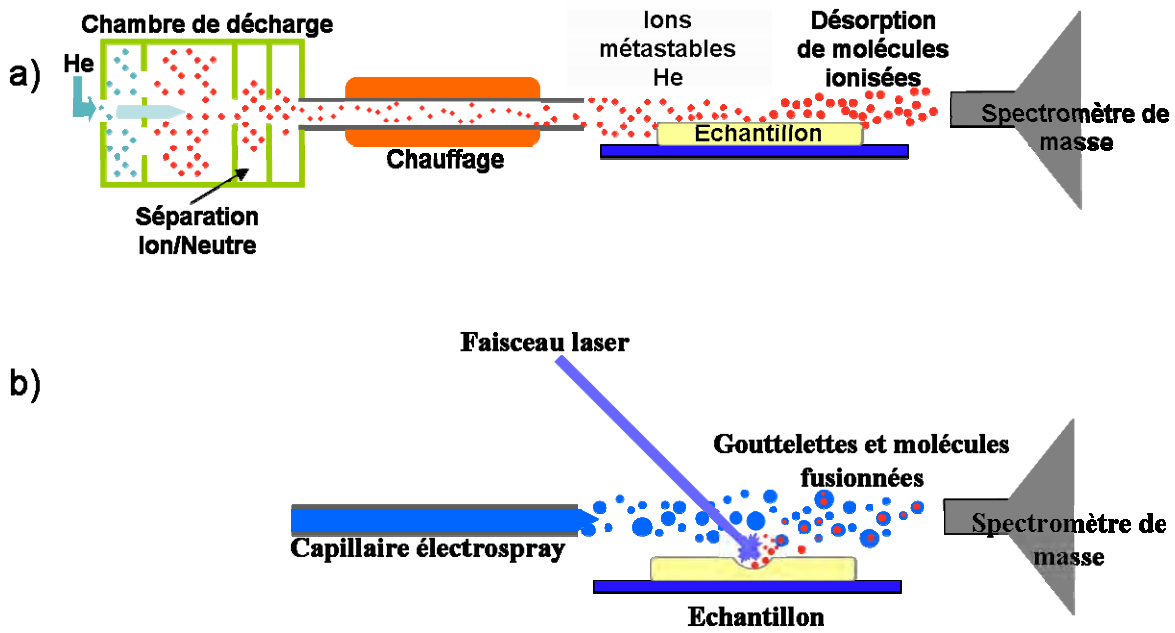 a)
Chambre de décharge
He
Séparation
Ion/Neutre
Chauffage
Ions
métastables
He
Désorption
de molécules
ionisées
Echantillon
Spectromètre de
masse
b)
Faisceau laser
Capillaire électrospray
Gouttelettes et molécules
fusionnées
Echantillon
Spectromètre de
masse